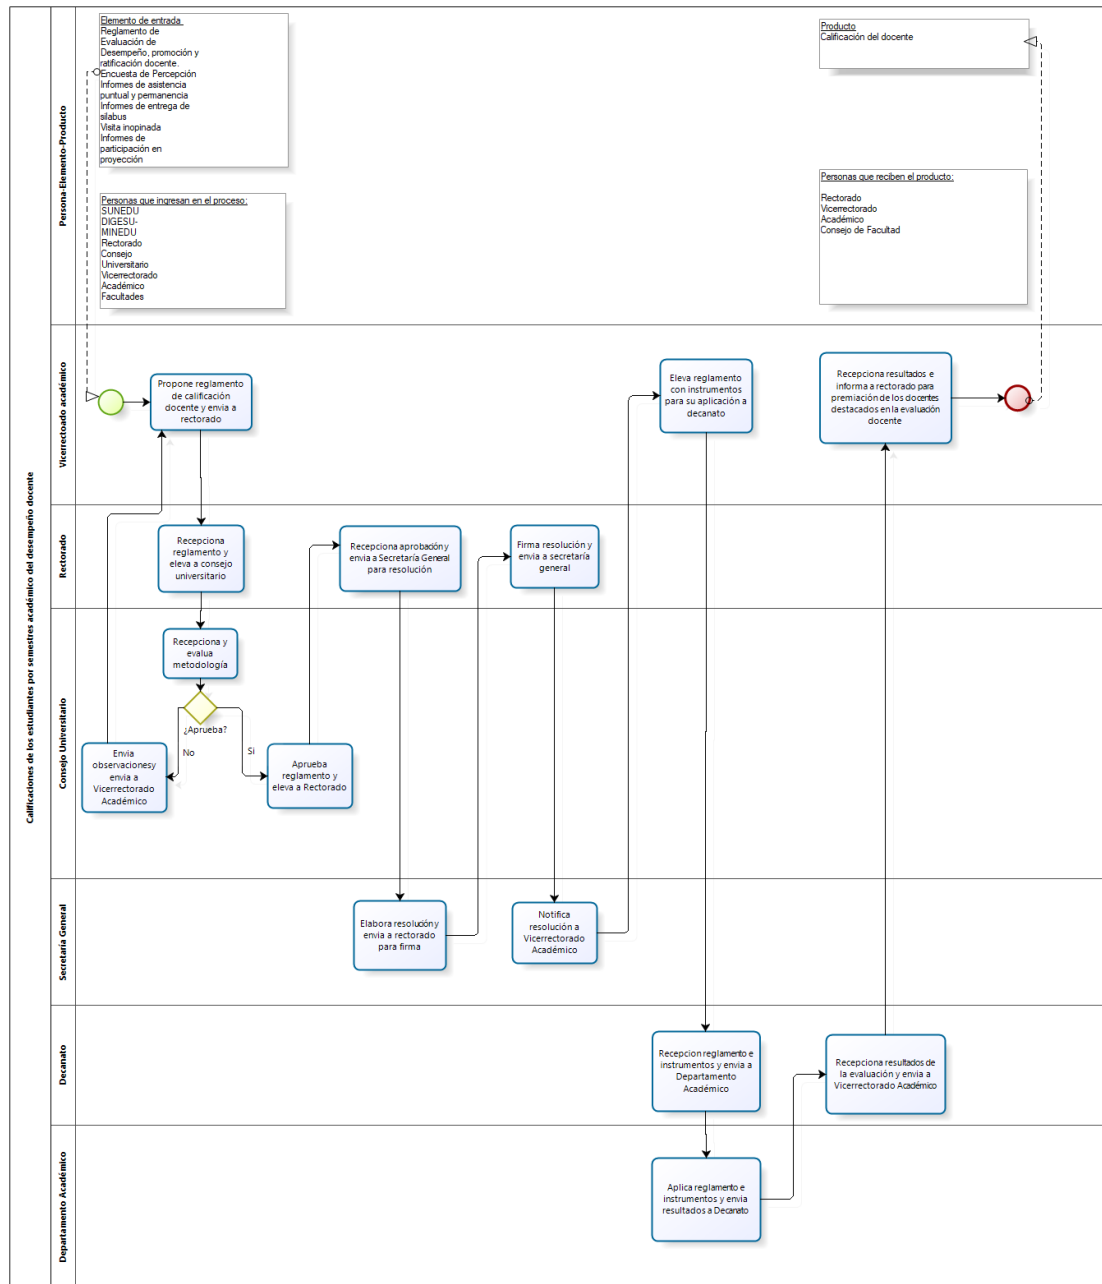 Calificaciones de los estudiantes por semestres académico del desempeño docente
Persona-Elemento-Producto
Elemento de entrada
Reglamento de
Evaluación de
Desempeño, promoción y
ratificación docente.
Encuesta de Percepción
Informes de asistencia
puntual y permanencia
Informes de entrega de
silabus
Visita inopinada
Informes de
participación en
proyección
Personas que ingresan en el proceso:
SUNEDU
DIGESU-
MINEDU
Rectorado
Consejo
Universitario
Vicerrectorado
Académico
Facultades
Producto
Calificación del docente
Personas que reciben el producto:
Rectorado
Vicerrectorado
Académico
Consejo de Facultad
Vicerrectoado académico
Propone reglamento
de calificación
docente y envia a
rectorado
Eleva reglamento
con instrumentos
para su aplicación a
decanato
Recepciona resultados e
informa a rectorado para
premiación de los docentes
destacados en la evaluación
docente
Rectorado
Recepciona
reglamento y
eleva a consejo
universitario
Recepciona aprobación y
envia a Secretaría General
para resolución
Firma resolución y
envia a secretaría
general
Consejo Universitario
Recepciona y
evalua
metodología
¿Aprueba?
No
Si
Envia
observacionesy
envia a
Vicerrectorado
Académico
Aprueba
reglamento y
eleva a Rectorado
Secretaría General
Elabora resolución y
envia a rectorado
para firma
Notifica
resolución a
Vicerrectorado
Académico
Decanato
Recepcion reglamento e
instrumentos y envia a
Departamento
Académico
Recepciona resultados de
la evaluación y envia a
Vicerrectorado Académico
Departamento Académico
Aplica reglamento e
instrumentos y envia
resultados a Decanato